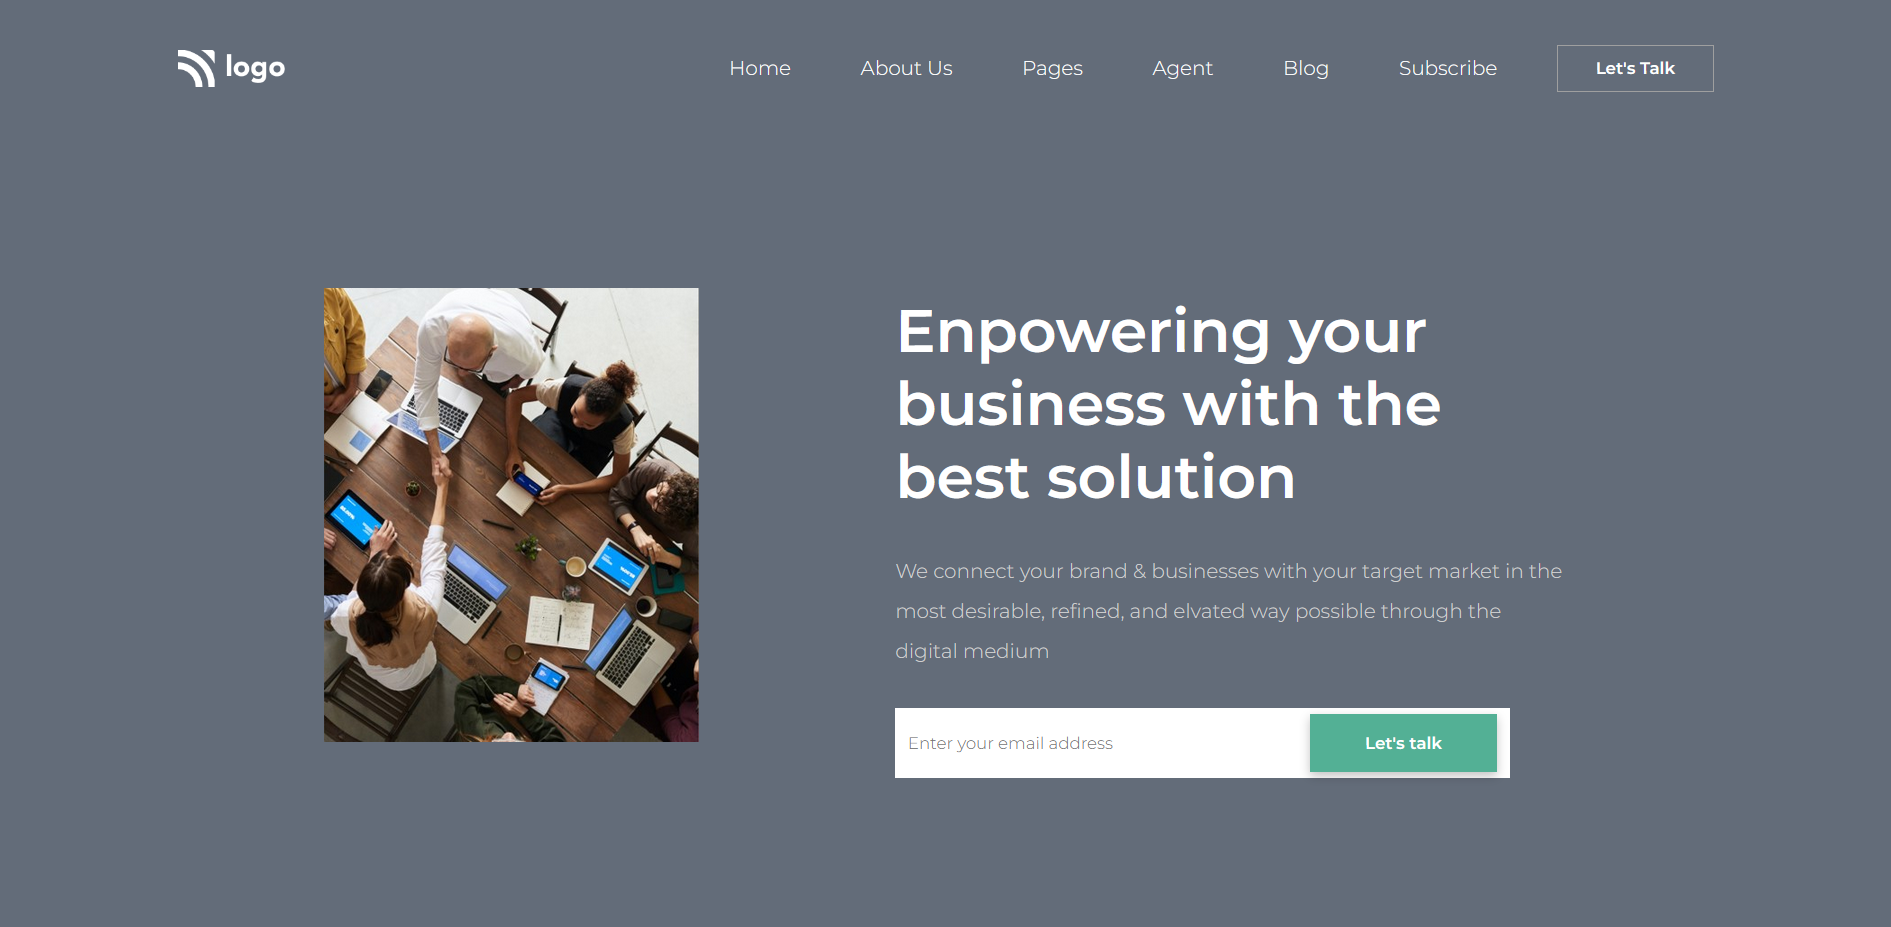 logo
Home About Us Pages Agent Blog Subscribe Let's Talk
Enpowering your
business with the
best solution
We connect your brand & businesses with your target market in the
most desirable, refined, and elvated way possible through the
digital medium
Enter your email address Let's talk